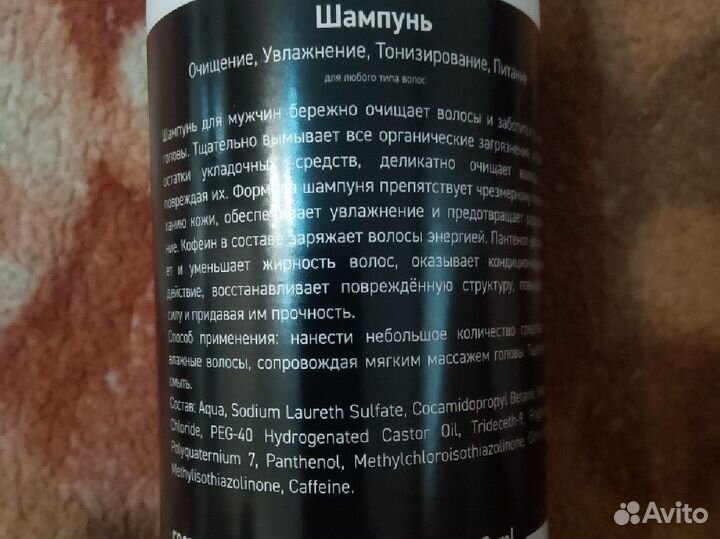 Шампунь
Очищение, Увлажнение, Тонизирование, Питание
для любого типа волос
Шампунь для мужчин бережно очищает волосы и
головы. Тщательно вымывает все органические загрязнения
остатки укладочных средств, деликатно очищает
повреждая их. Формула шампуня препятствует чрезмерному
канию кожи, обеспечивает увлажнение и предотвращает
ние. Кофеин в составе заряжает волосы энергией. Пантенол
ет и уменьшает жирность волос, оказывает
действие, восстанавливает повреждённую структуру,
силу и придавая им прочность.
Способ применения: нанести небольшое количество
влажные волосы, сопровождая мягким массажем головы.
смыть.
Состав: Aqua, Sodium Laureth Sulfate, Cocamidopropyl Betaine,
Chloride, PEG-40 Hydrogenated Castor Oil, Trideceth-9,
Polyquaternium 7, Panthenol, Methylchloroisothiazolinone,
Methylisothiazolinone, Caffeine.
Avito